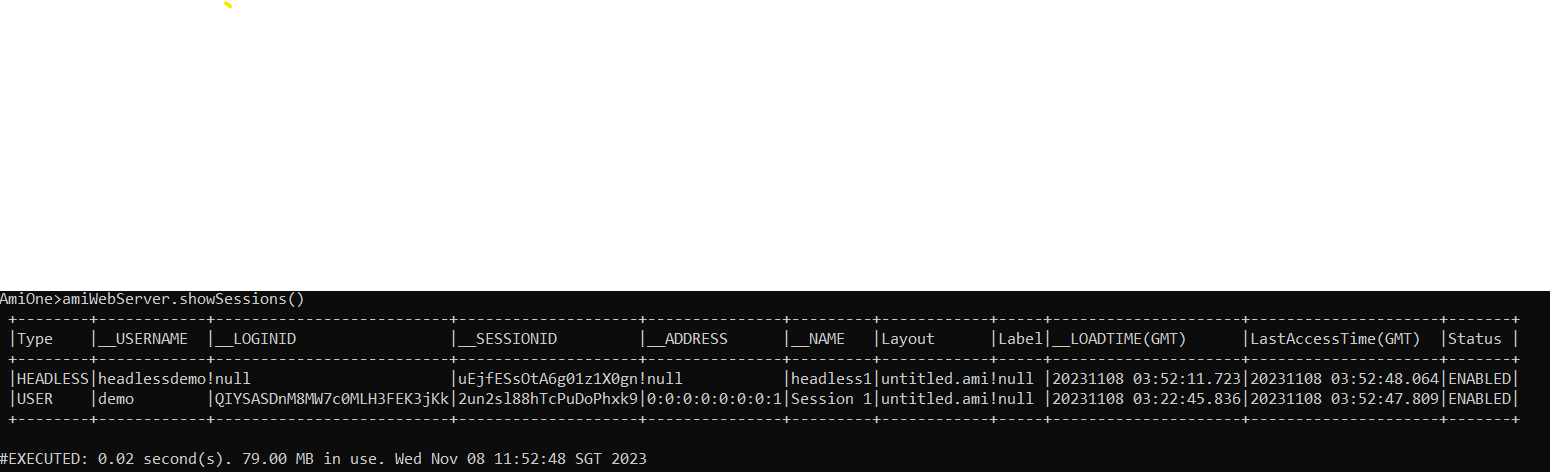 AmiOne>amiWebServer.showSessions()
+--------+------------+------------------------+-------------------+---------------+---------+------------+-----+---------------------+---------------------+-------+
|Type    |__USERNAME  |__LOGINID               |__SESSIONID        |__ADDRESS      |__NAME   |Layout      |Label|__LOADTIME(GMT)      |LastAccessTime(GMT)  |Status |
+--------+------------+------------------------+-------------------+---------------+---------+------------+-----+---------------------+---------------------+-------+
|HEADLESS|headlessdemo!null                    |uEjfESsOtA6g01z1X0gn!null           |headless1|untitled.ami!null |20231108 03:52:11.723|20231108 03:52:48.064|ENABLED|
|USER    |demo        |QIYSASDnM8MW7c0MLH3FEK3jKk|2un2sl88hTcPuDoPhxk9|0:0:0:0:0:0:0:1|Session 1|untitled.ami!null |20231108 03:22:45.836|20231108 03:52:47.809|ENABLED|
+--------+------------+------------------------+-------------------+---------------+---------+------------+-----+---------------------+---------------------+-------+
#EXECUTED: 0.02 second(s). 79.00 MB in use. Wed Nov 08 11:52:48 SGT 2023